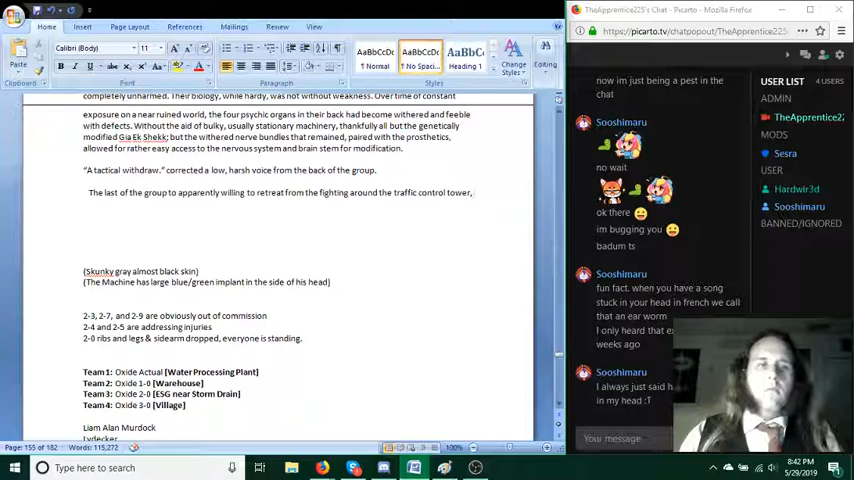 TheApprentice225's Chat - Picarto - Mozilla Firefox
https://picarto.tv/chatpopout/TheApprentice225
Home
Insert
Page Layout
References
Mailings
Review
View
Calibri (Body)
11
Paste
Clipboard
Font
Paragraph
Styles
AaBbCcDc
AaBbCcDc
AaBbCc
¶ Normal
¶ No Spaci...
Heading 1
Change Styles
Editing
completely unharmed. Their biology, while hardy, was not without weakness. Over time of constant
exposure on a near ruined world, the four psychic organs in their back had become withered and feeble
with defects. Without the aid of bulky, usually stationary machinery, thankfully all but the genetically
modified Gia Ek Shekk; but the withered nerve bundles that remained, paired with the prosthetics,
allowed for rather easy access to the nervous system and brain stem for modification.
“A tactical withdraw.” corrected a low, harsh voice from the back of the group.
The last of the group to apparently willing to retreat from the fighting around the traffic control tower,
(Skunky gray almost black skin)
(The Machine has large blue/green implant in the side of his head)
2-3, 2-7, and 2-9 are obviously out of commission
2-4 and 2-5 are addressing injuries
2-0 ribs and legs & sidearm dropped, everyone is standing.
Team 1: Oxide Actual [Water Processing Plant]
Team 2: Oxide 1-0 [Warehouse]
Team 3: Oxide 2-0 [ESG near Storm Drain]
Team 4: Oxide 3-0 [Village]
Liam Alan Murdock
Lydecker
Page: 155 of 182
Words: 115,272
100%
now im just being a pest in the
chat
Sooshimaru
no wait
ok there
im bugging you
badum ts
Sooshimaru
fun fact. when you have a song
stuck in your head in french we call
that an ear worm
I only heard that ex
weeks ago
Sooshimaru
I always just said h
in my head :T
Your message
USER LIST
4 USERS
ADMIN
TheApprentice
MODS
Sesra
USER
Hardwir3d
Sooshimaru
BANNED/IGNORED
Type here to search
8:42 PM
5/29/2019